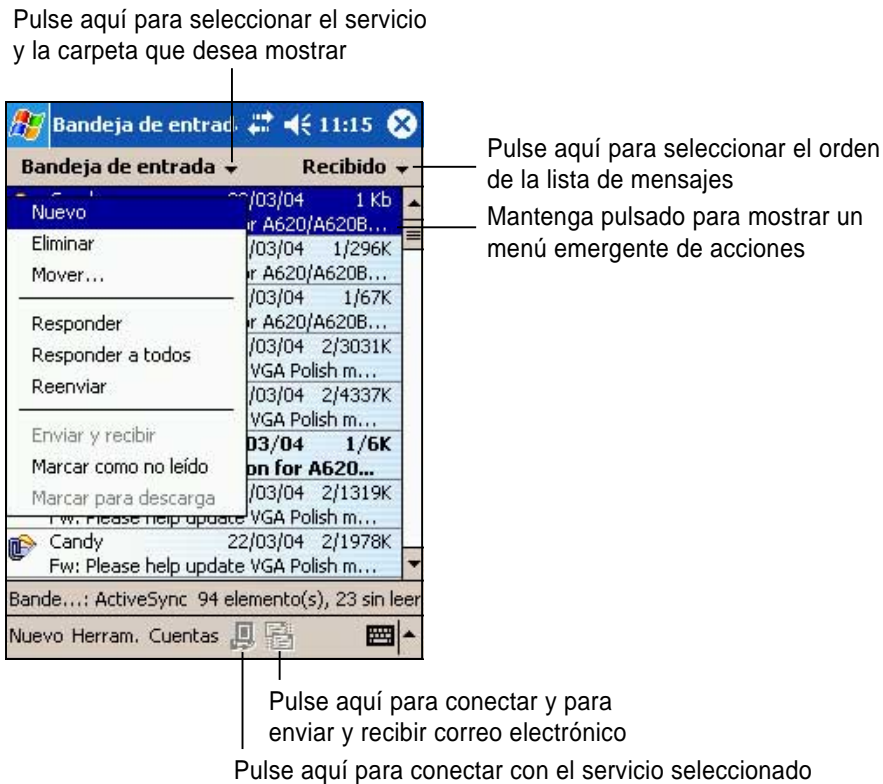 Pulse aquí para seleccionar el servicio
y la carpeta que desea mostrar
Bandeja de entrad 11:15
Bandeja de entrada Recibido
Pulse aquí para seleccionar el orden
de la lista de mensajes
Mantenga pulsado para mostrar un
menú emergente de acciones
/03/04 1 Kb
Nuevo
r A620/A620B...
Eliminar
/03/04 1/296K
Mover...
r A620/A620B...
/03/04 1/67K
Responder
r A620/A620B...
Responder a todos
/03/04 2/3031K
VGA Polish m...
Reenviar
/03/04 2/4337K
VGA Polish m...
Enviar y recibir
03/04 1/6K
Marcar como no leído
on for A620...
Marcar para descarga
/03/04 2/1319K
Fw: Please help update VGA Polish m...
Candy 22/03/04 2/1978K
Fw: Please help update VGA Polish m...
Bande...: ActiveSync 94 elemento(s), 23 sin leer
Nuevo Herram. Cuentas
Pulse aquí para conectar y para
enviar y recibir correo electrónico
Pulse aquí para conectar con el servicio seleccionado